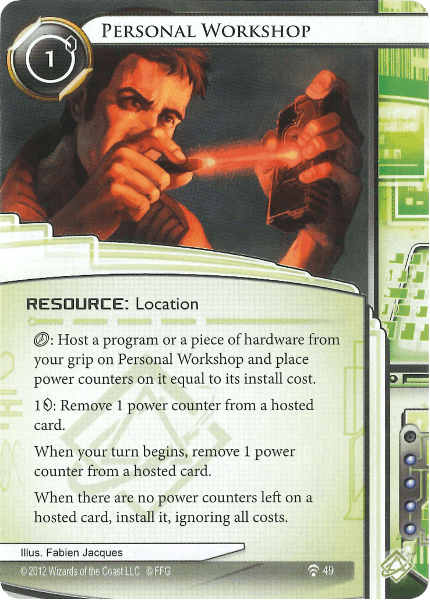 1
PERSONAL WORKSHOP
RESOURCE: Location
: Host a program or a piece of hardware from
your grip on Personal Workshop and place
power counters on it equal to its install cost.
1: Remove 1 power counter from a hosted
card.
When your turn begins, remove 1 power
counter from a hosted card.
When there are no power counters left on a
hosted card, install it, ignoring all costs.
Illus. Fabien Jacques
© 2012 Wizards of the Coast LLC. © FFG
49